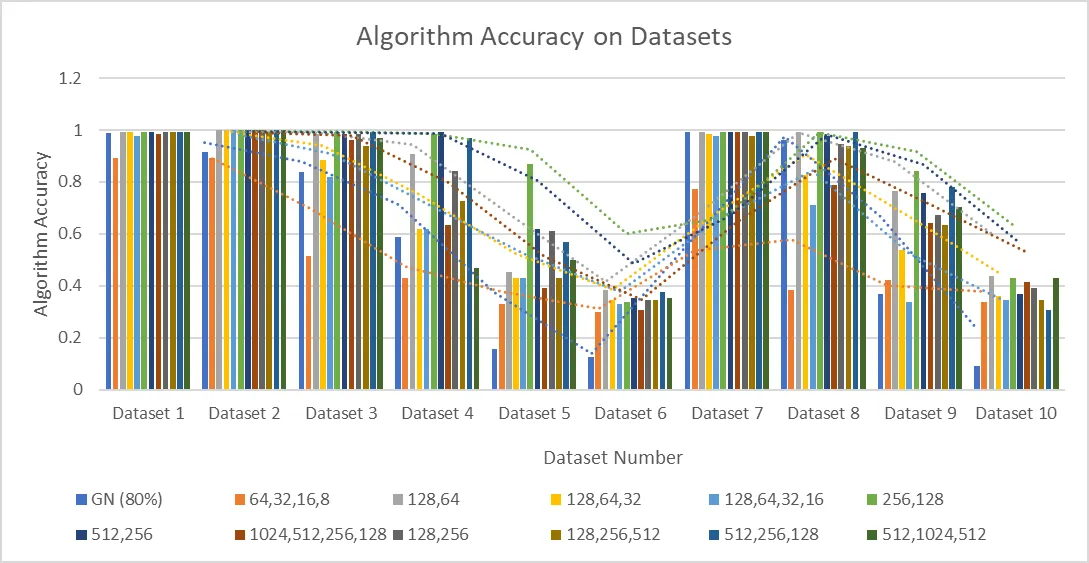 Algorithm Accuracy on Datasets
1.2
1
0.8
0.6
0.4
0.2
0
Algorithm Accuracy
Dataset 1 Dataset 2 Dataset 3 Dataset 4 Dataset 5 Dataset 6 Dataset 7 Dataset 8 Dataset 9 Dataset 10
Dataset Number
GN (80%) 64,32,16,8 128,64 128,64,32 128,64,32,16 256,128
512,256 1024,512,256,128 128,256 128,256,512 512,256,128 512,1024,512